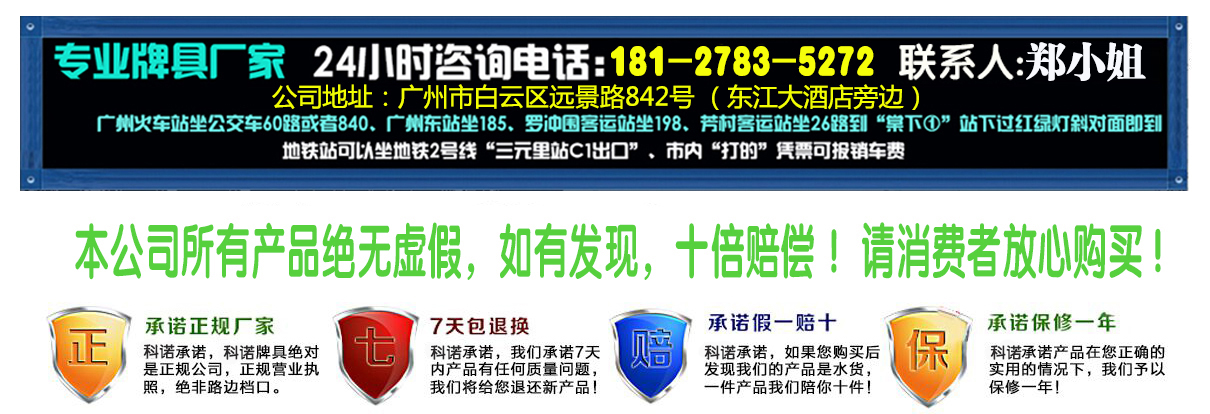 专业牌具厂家 24小时咨询电话:181-2783-5272 联系人:郑小姐
公司地址：广州市白云区远景路842号（东江大酒店旁边）
广州火车站坐公交车60路或者840、广州东站坐185、罗冲围客运站坐198、芳村客运站坐26路到“棠下①”站下过红绿灯斜对面即到
地铁站可以坐地铁2号线“三元里站C1出口”、市内“打的”凭票可报销车费
本公司所有产品绝无虚假，如有发现，十倍赔偿！请消费者放心购买！
正
承诺正规厂家
科诺承诺，科诺牌具绝对
是正规公司，正规营业执
照，绝非路边档口。
七
7天包退换
科诺承诺，我们承诺7天
内产品有任何质量问题，
我们将给您退还新产品！
赔
承诺假一赔十
科诺承诺，如果您购买后
发现我们的产品是水货，
一件产品我们赔你十件！
保
承诺保修一年
科诺承诺产品在您正确的
实用的情况下，我们予以
保修一年！